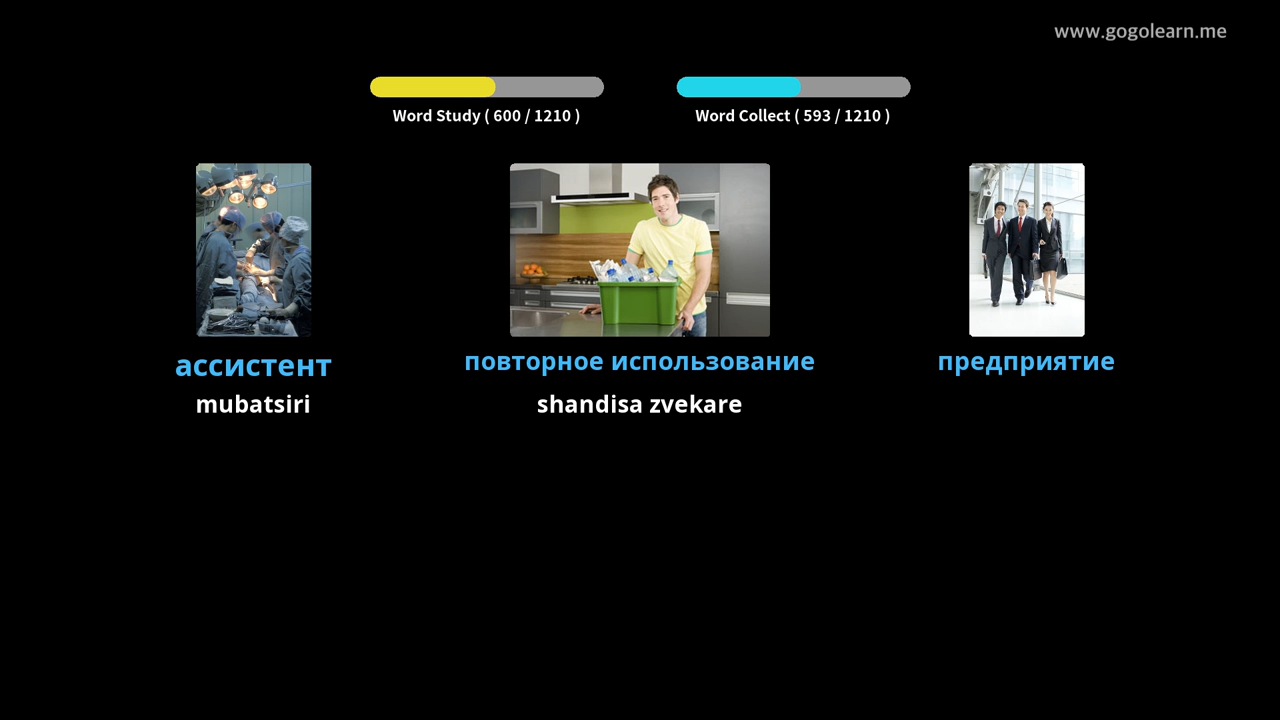 www.gogolearn.me
Word Study ( 600 / 1210 )
Word Collect ( 593 / 1210 )
ассистент
повторное использование
предприятие
mubatsiri
shandisa zvekare